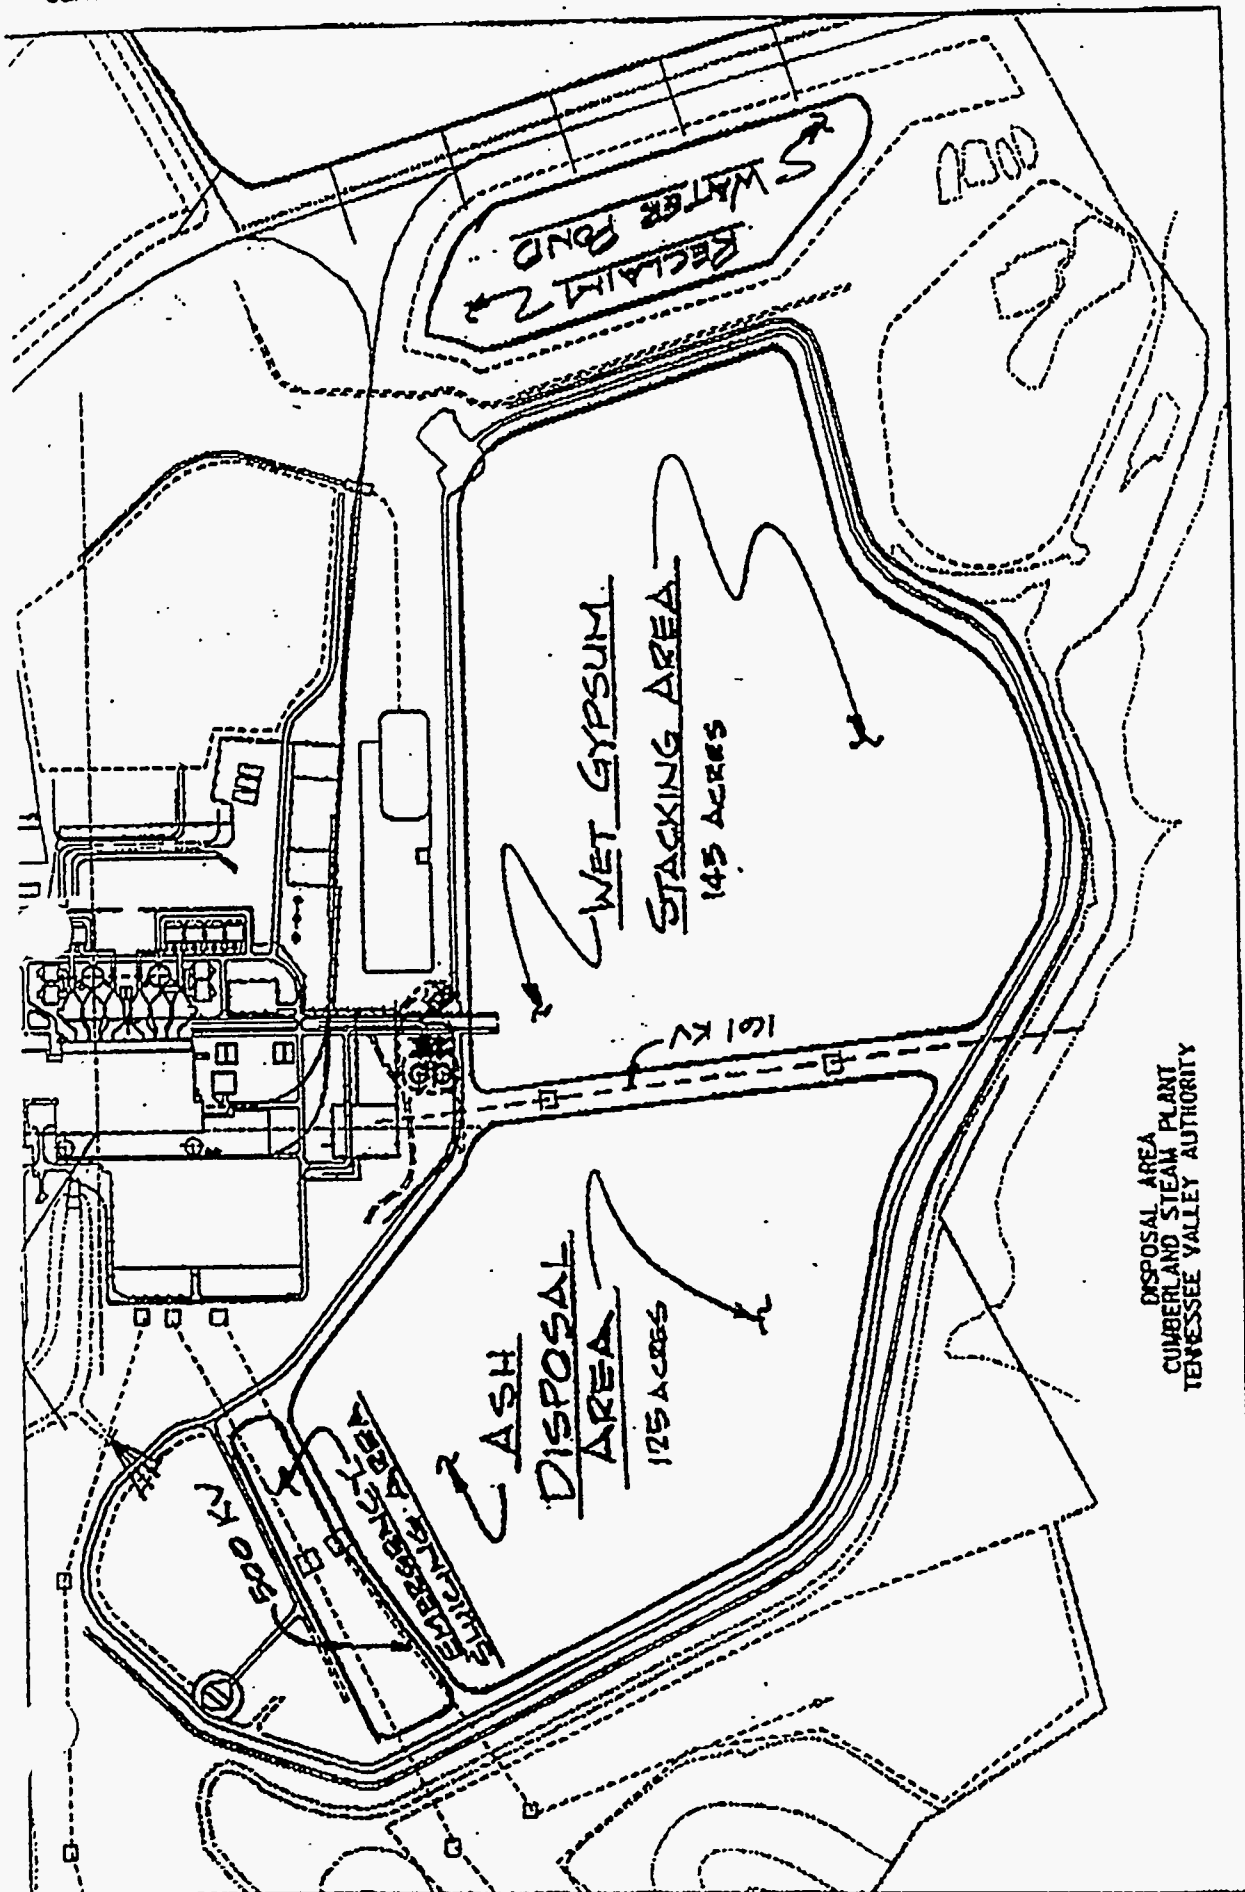 RECLAIM
WATER POND
WET GYPSUM
STACKING AREA
145 ACRES
161 KV
ASH
DISPOSAL
AREA
125 ACRES
EMERGENCY
SLUICING AREA
500 KV
DISPOSAL AREA
CUMBERLAND STEAM PLANT
TENNESSEE VALLEY AUTHORITY